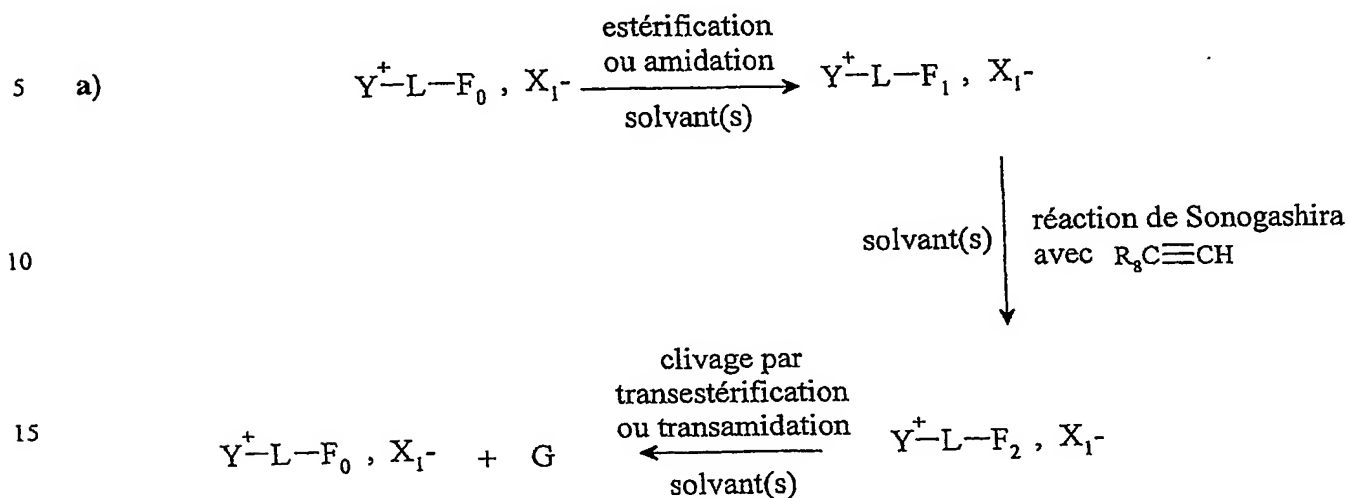 estérification
ou amidation
5 a) Y⁺—L—F₀ , X₁- Y⁺—L—F₁ , X₁-
solvant(s)
réaction de Sonogashira
solvant(s)
avec R₈C≡CH
10
clivage par
transestérification
ou transamidation
15 Y⁺—L—F₀ , X₁- + G Y⁺—L—F₂ , X₁-
solvant(s)